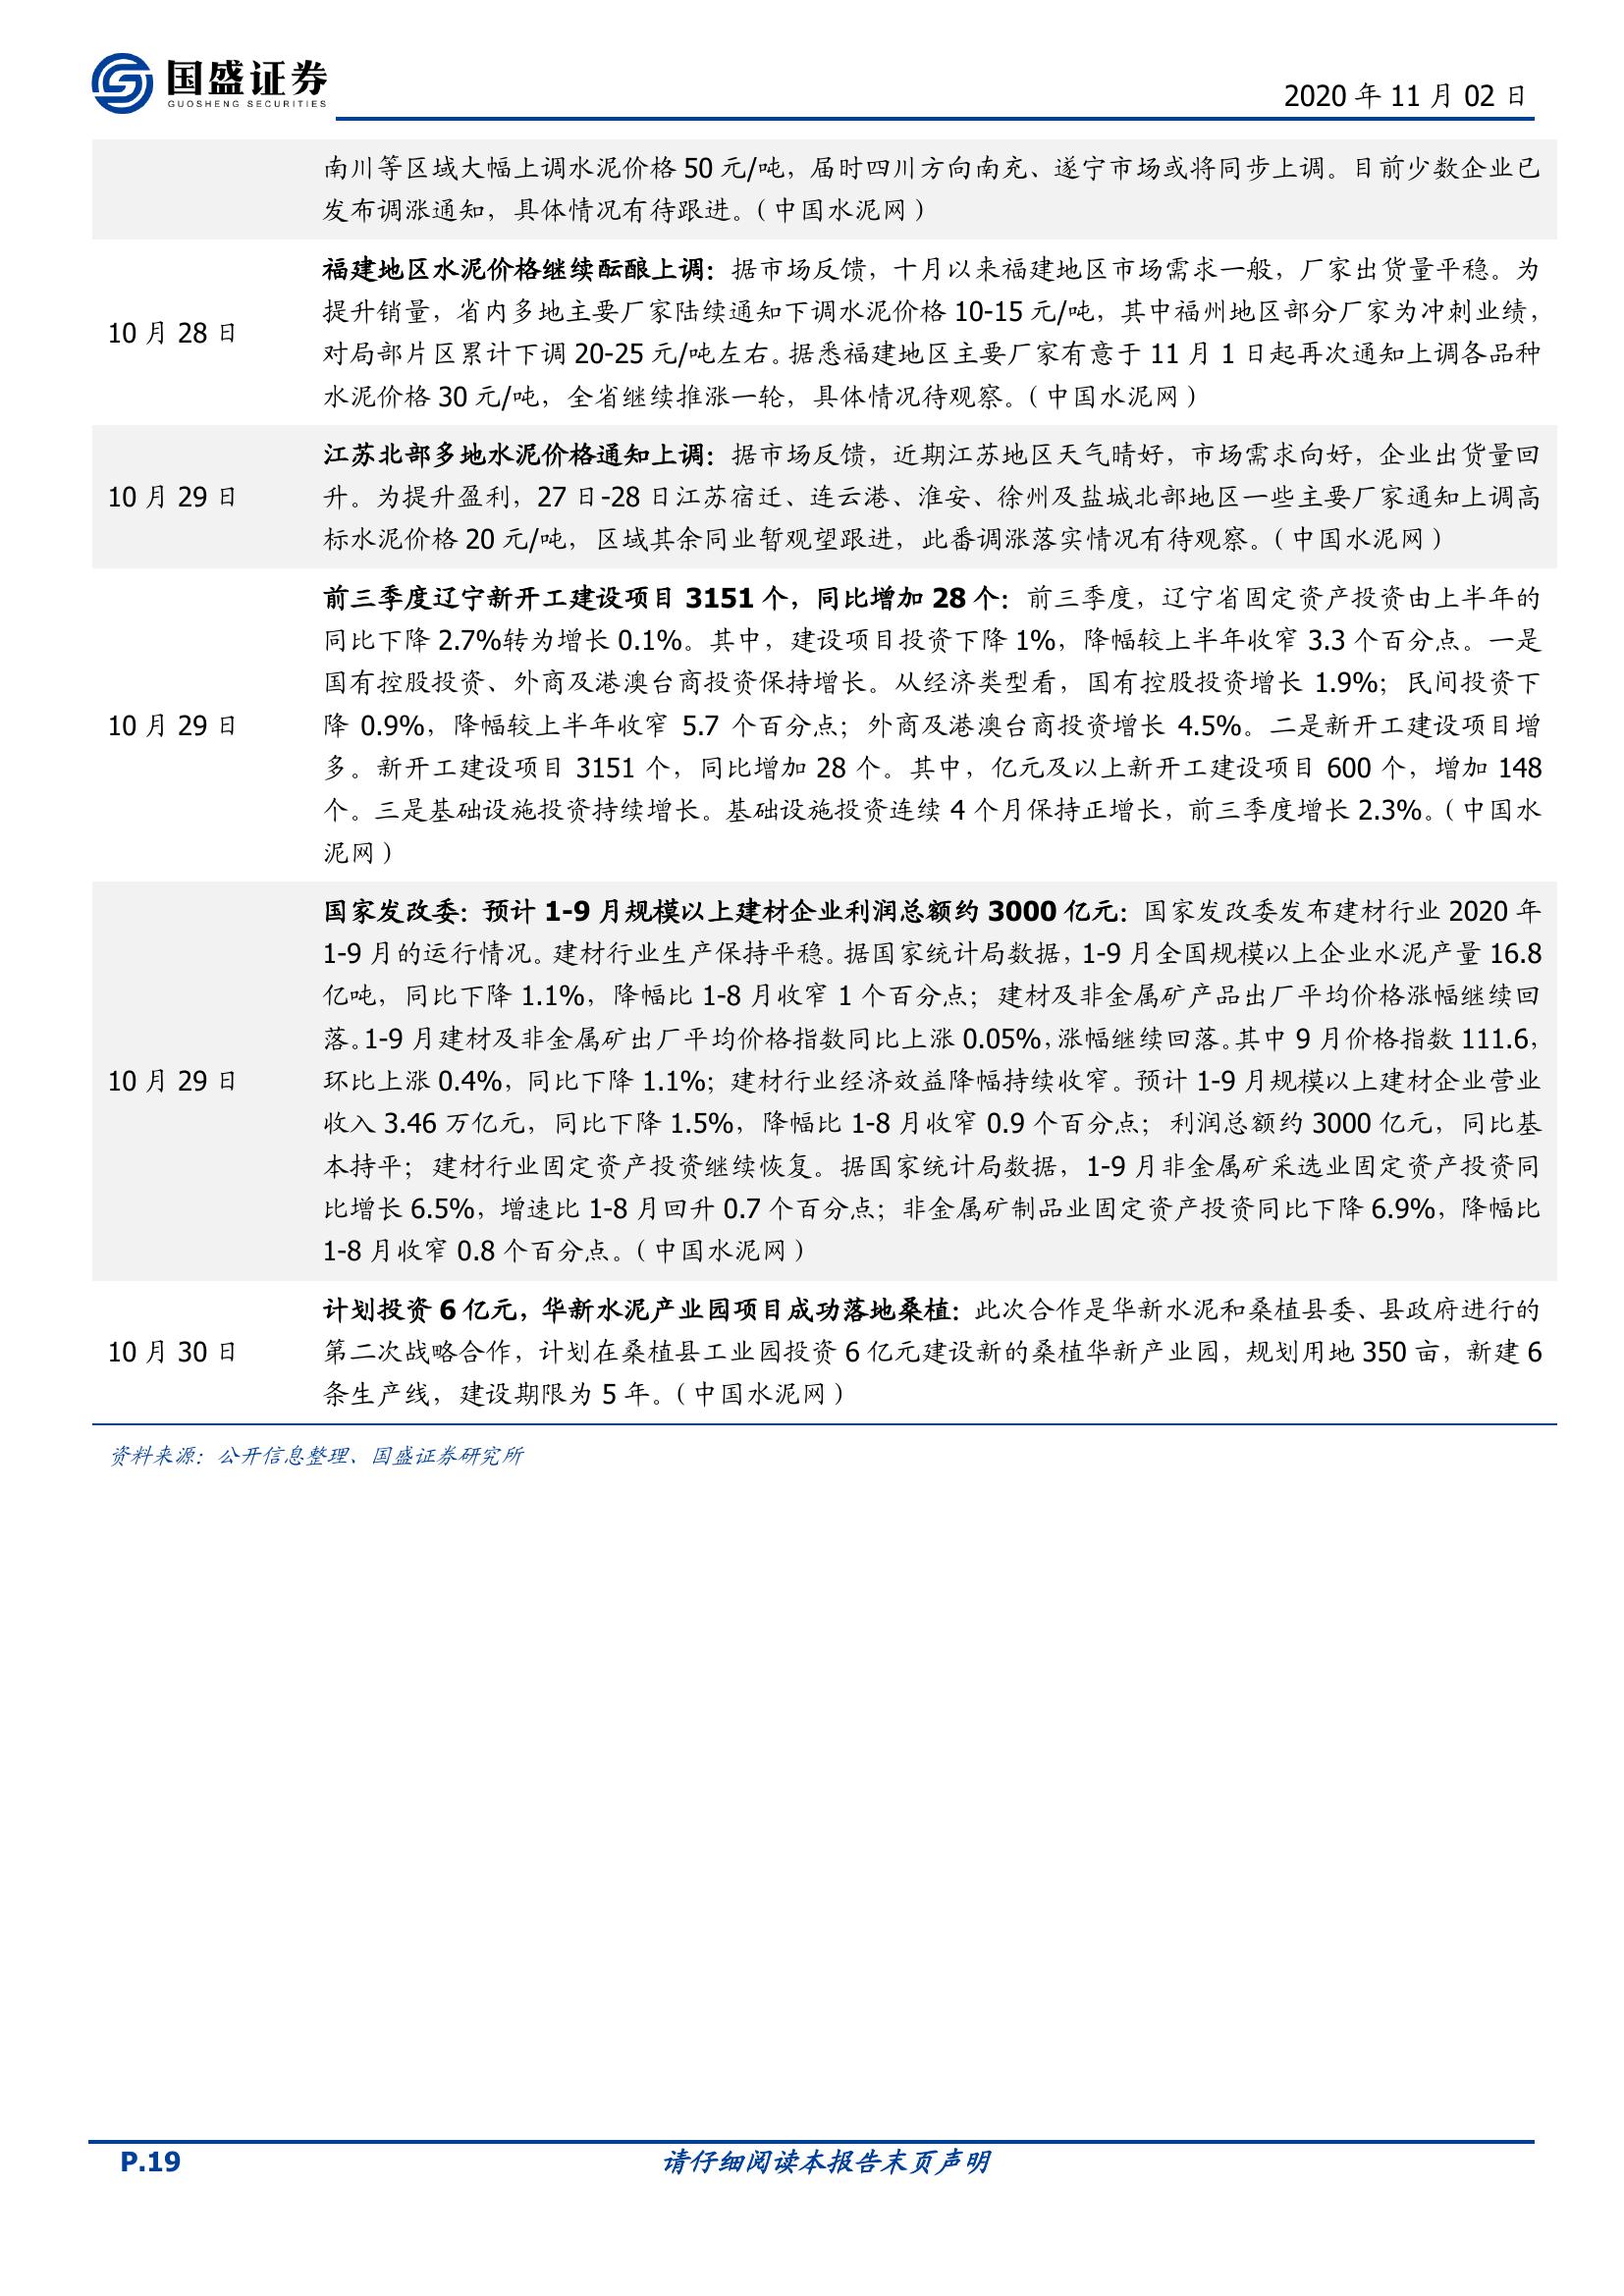 国盛证券
GUOSHENG SECURITIES
2020 年 11 月 02 日
南川等区域大幅上调水泥价格 50 元/吨，届时四川方向南充、遂宁市场或将同步上调。目前少数企业已
发布调涨通知，具体情况有待跟进。（中国水泥网）
10 月 28 日
福建地区水泥价格继续酝酿上调：据市场反馈，十月以来福建地区市场需求一般，厂家出货量平稳。为
提升销量，省内多地主要厂家陆续通知下调水泥价格 10-15 元/吨，其中福州地区部分厂家为冲刺业绩，
对局部片区累计下调 20-25 元/吨左右。据悉福建地区主要厂家有意于 11 月 1 日起再次通知上调各品种
水泥价格 30 元/吨，全省继续推涨一轮，具体情况待观察。（中国水泥网）
10 月 29 日
江苏北部多地水泥价格通知上调：据市场反馈，近期江苏地区天气晴好，市场需求向好，企业出货量回
升。为提升盈利，27 日-28 日江苏宿迁、连云港、淮安、徐州及盐城北部地区一些主要厂家通知上调高
标水泥价格 20 元/吨，区域其余同业暂观望跟进，此番调涨落实情况有待观察。（中国水泥网）
10 月 29 日
前三季度辽宁新开工建设项目 3151 个，同比增加 28 个：前三季度，辽宁省固定资产投资由上半年的
同比下降 2.7%转为增长 0.1%。其中，建设项目投资下降 1%，降幅较上半年收窄 3.3 个百分点。一是
国有控股投资、外商及港澳台商投资保持增长。从经济类型看，国有控股投资增长 1.9%；民间投资下
降 0.9%，降幅较上半年收窄 5.7 个百分点；外商及港澳台商投资增长 4.5%。二是新开工建设项目增
多。新开工建设项目 3151 个，同比增加 28 个。其中，亿元及以上新开工建设项目 600 个，增加 148
个。三是基础设施投资持续增长。基础设施投资连续 4 个月保持正增长，前三季度增长 2.3%。（中国水
泥网）
10 月 29 日
国家发改委：预计 1-9 月规模以上建材企业利润总额约 3000 亿元：国家发改委发布建材行业 2020 年
1-9 月的运行情况。建材行业生产保持平稳。据国家统计局数据，1-9 月全国规模以上企业水泥产量 16.8
亿吨，同比下降 1.1%，降幅比 1-8 月收窄 1 个百分点；建材及非金属矿产品出厂平均价格涨幅继续回
落。1-9 月建材及非金属矿出厂平均价格指数同比上涨 0.05%，涨幅继续回落。其中 9 月价格指数 111.6，
环比上涨 0.4%，同比下降 1.1%；建材行业经济效益降幅持续收窄。预计 1-9 月规模以上建材企业营业
收入 3.46 万亿元，同比下降 1.5%，降幅比 1-8 月收窄 0.9 个百分点；利润总额约 3000 亿元，同比基
本持平；建材行业固定资产投资继续恢复。据国家统计局数据，1-9 月非金属矿采选业固定资产投资同
比增长 6.5%，增速比 1-8 月回升 0.7 个百分点；非金属矿制品业固定资产投资同比下降 6.9%，降幅比
1-8 月收窄 0.8 个百分点。（中国水泥网）
10 月 30 日
计划投资 6 亿元，华新水泥产业园项目成功落地桑植：此次合作是华新水泥和桑植县委、县政府进行的
第二次战略合作，计划在桑植县工业园投资 6 亿元建设新的桑植华新产业园，规划用地 350 亩，新建 6
条生产线，建设期限为 5 年。（中国水泥网）
资料来源：公开信息整理、国盛证券研究所
P.19
请仔细阅读本报告末页声明